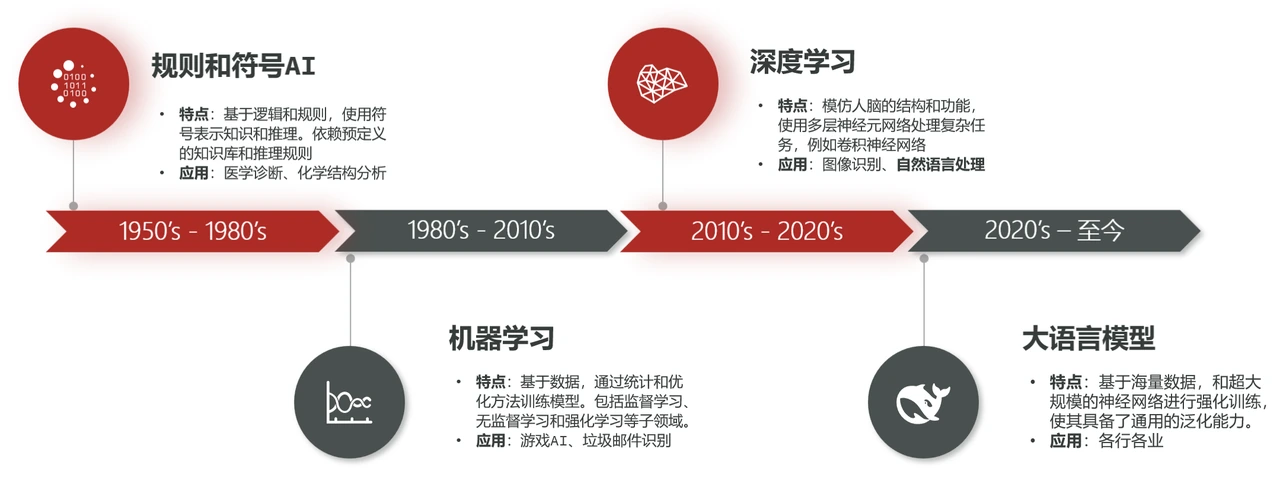 规则和符号AI
• 特点：基于逻辑和规则，使用符
号表示知识和推理。依赖预定义
的知识库和推理规则
• 应用：医学诊断、化学结构分析
0100
1011
0100
深度学习
• 特点：模仿人脑的结构和功能，
使用多层神经元网络处理复杂任
务，例如卷积神经网络
• 应用：图像识别、自然语言处理
1950’s - 1980’s
1980’s - 2010’s
2010’s - 2020’s
2020’s – 至今
机器学习
• 特点：基于数据，通过统计和优
化方法训练模型。包括监督学习、
无监督学习和强化学习等子领域。
• 应用：游戏AI、垃圾邮件识别
大语言模型
• 特点：基于海量数据，和超大
规模的神经网络进行强化训练，
使其具备了通用的泛化能力。
• 应用：各行各业